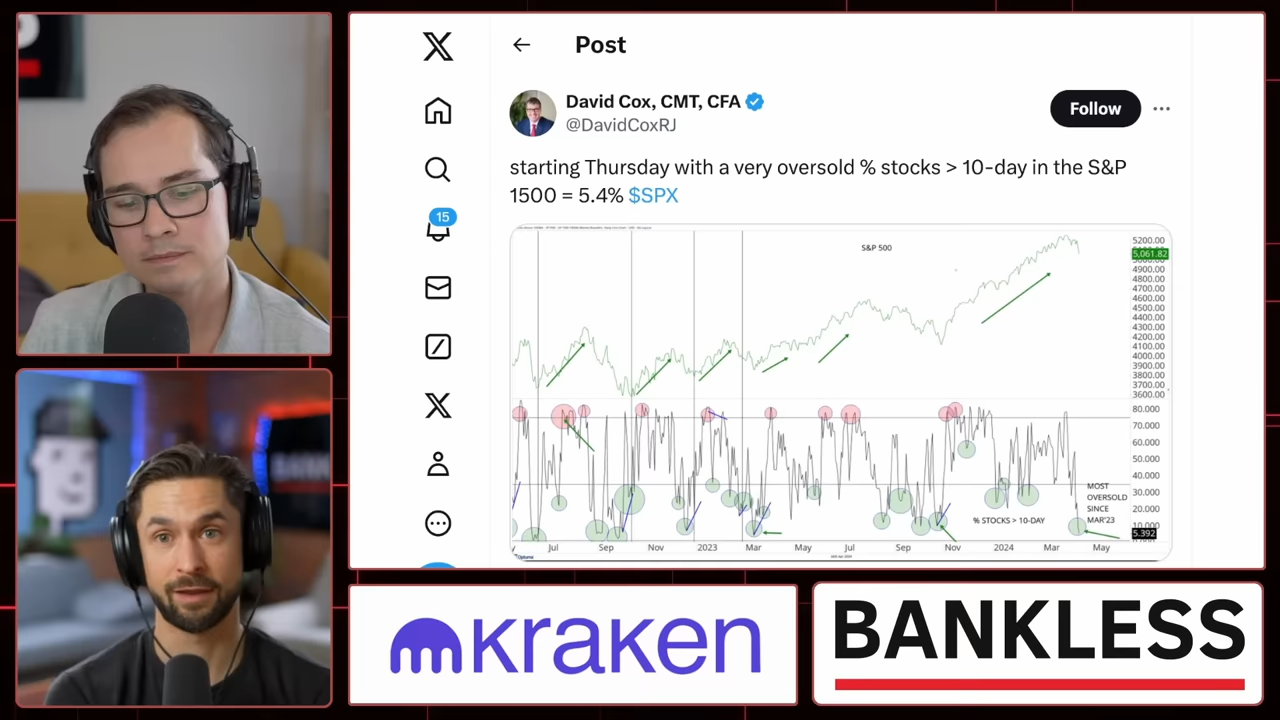 Post
David Cox, CMT, CFA
@DavidCoxRJ
Follow
starting Thursday with a very oversold % stocks > 10-day in the S&P
1500 = 5.4% $SPX
15
S&P 500
5200.00
5,061.82
4900.00
4800.00
4700.00
4600.00
4500.00
4400.00
4300.00
4200.00
4100.00
4000.00
3900.00
3800.00
3700.00
3600.00
80.000
70.000
60.000
50.000
40.000
30.000
20.000
10.000
5.392
MOST
OVERSOLD
SINCE
MAR'23
% STOCKS > 10-DAY
Jul Sep Nov 2023 Mar May Jul Sep Nov 2024 Mar May
Optuma
kraken
BANKLESS